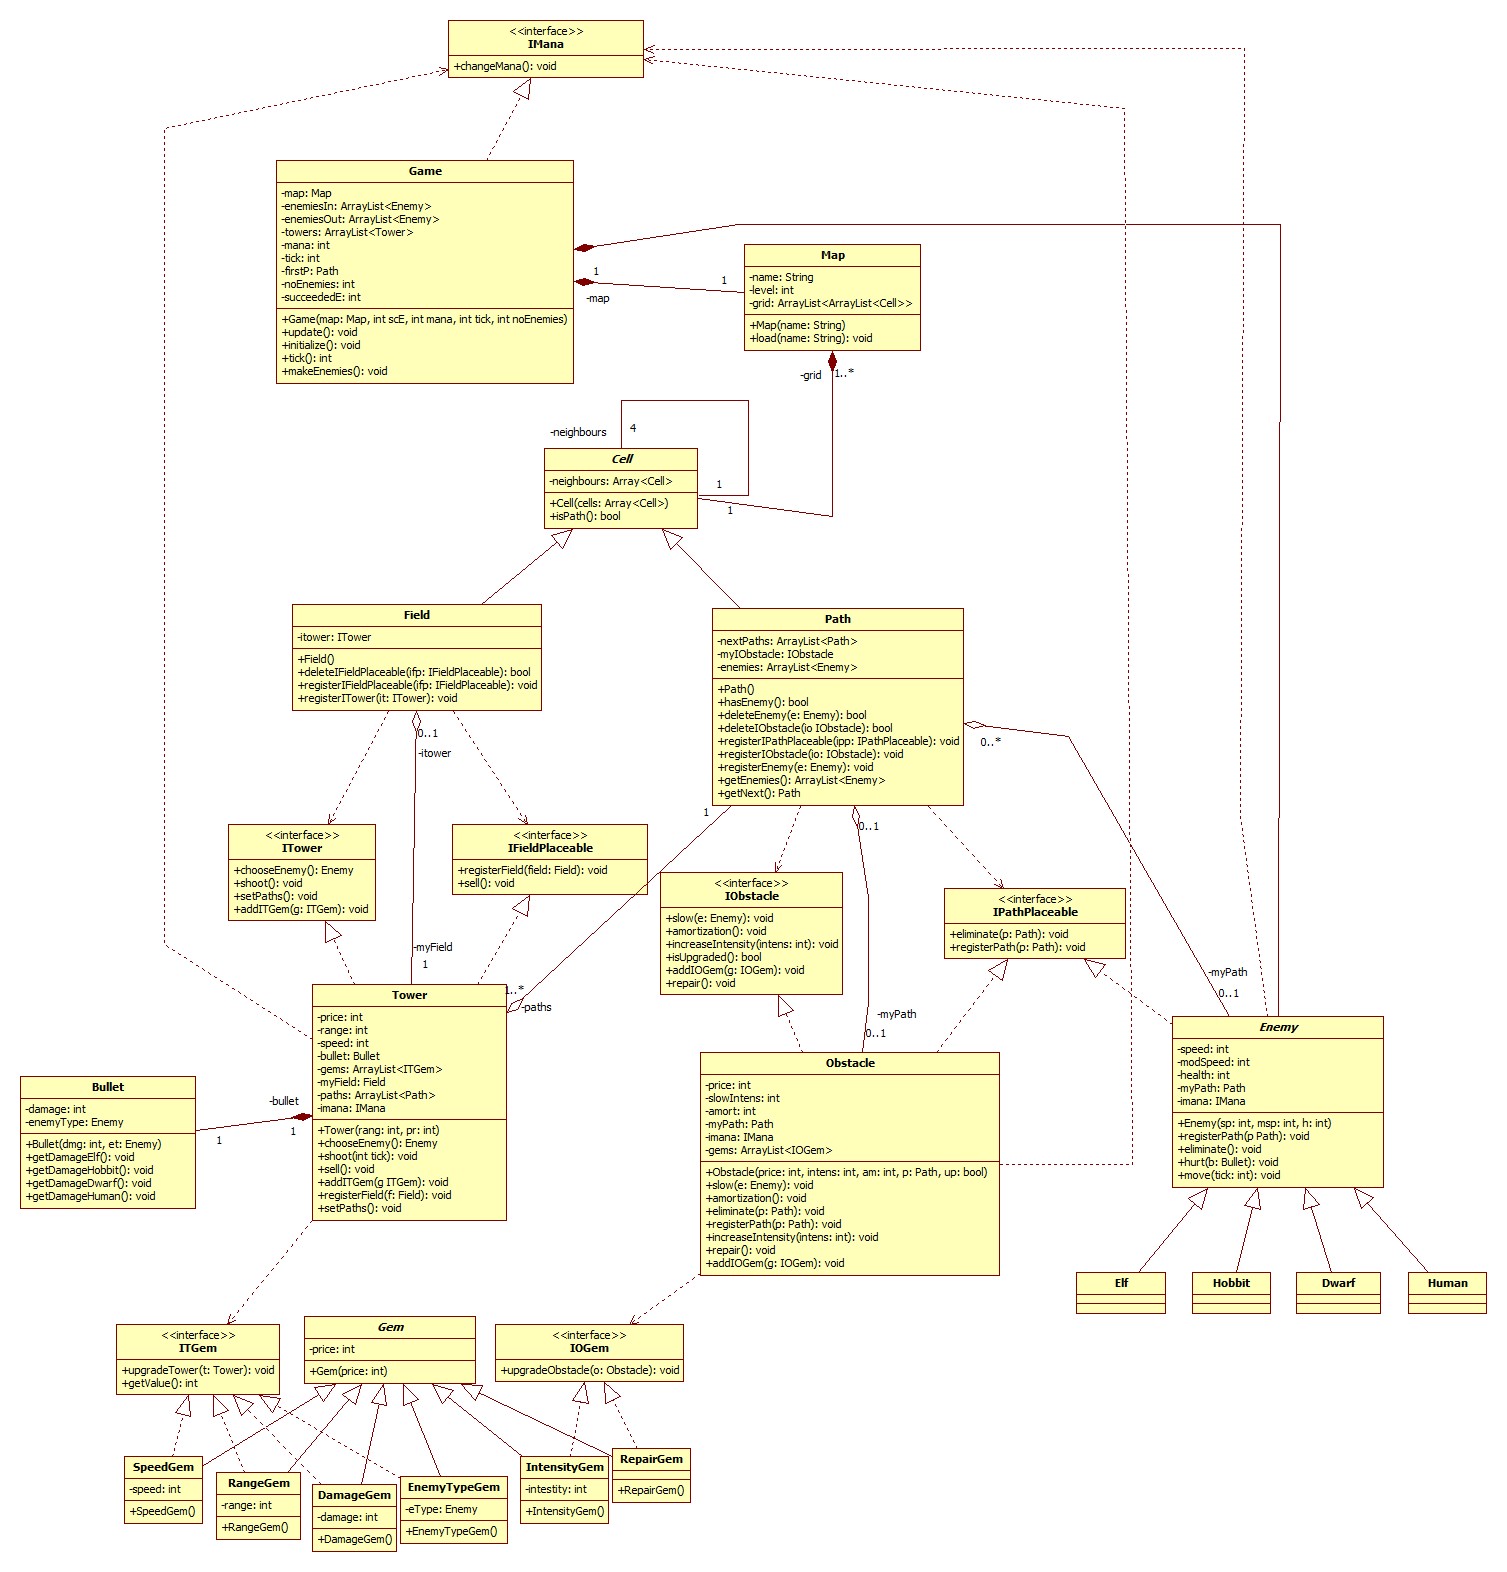 <<interface>>
IMana
+changeMana(): void
Game
-map: Map
-enemiesIn: ArrayList<Enemy>
-enemiesOut: ArrayList<Enemy>
-towers: ArrayList<Tower>
-mana: int
-tick: int
-firstP: Path
-noEnemies: int
-succeededE: int
+Game(map: Map, int scE, int mana, int tick, int noEnemies)
+update(): void
+initialize(): void
+tick(): int
+makeEnemies(): void
1
-map
1
Map
-name: String
-level: int
-grid: ArrayList<ArrayList<Cell>>
+Map(name: String)
+load(name: String): void
-grid
1..*
-neighbours
4
1
1
Cell
-neighbours: Array<Cell>
+Cell(cells: Array<Cell>)
+isPath(): bool
Field
-itower: ITower
+Field()
+deleteIFieldPlaceable(ifp: IFieldPlaceable): bool
+registerIFieldPlaceable(ifp: IFieldPlaceable): void
+registerITower(it: ITower): void
0..1
-itower
Path
-nextPaths: ArrayList<Path>
-myIObstacle: IObstacle
-enemies: ArrayList<Enemy>
+Path()
+hasEnemy(): bool
+deleteEnemy(e: Enemy): bool
+deleteIObstacle(io IObstacle): bool
+registerIPathPlaceable(ipp: IPathPlaceable): void
+registerIObstacle(io: IObstacle): void
+registerEnemy(e: Enemy): void
+getEnemies(): ArrayList<Enemy>
+getNext(): Path
0..*
1
0..1
<<interface>>
ITower
+chooseEnemy(): Enemy
+shoot(): void
+setPaths(): void
+addITGem(g: ITGem): void
<<interface>>
IFieldPlaceable
+registerField(field: Field): void
+sell(): void
<<interface>>
IObstacle
+slow(e: Enemy): void
+amortization(): void
+increaseIntensity(intens: int): void
+isUpgraded(): bool
+addIOGem(g: IOGem): void
+repair(): void
<<interface>>
IPathPlaceable
+eliminate(p: Path): void
+registerPath(p: Path): void
-myField
1
1..*
-paths
-myPath
0..1
-myPath
0..1
Tower
-price: int
-range: int
-speed: int
-bullet: Bullet
-gems: ArrayList<ITGem>
-myField: Field
-paths: ArrayList<Path>
-imana: IMana
+Tower(rang: int, pr: int)
+chooseEnemy(): Enemy
+shoot(int tick): void
+sell(): void
+addITGem(g ITGem): void
+registerField(f: Field): void
+setPaths(): void
Bullet
-damage: int
-enemyType: Enemy
+Bullet(dmg: int, et: Enemy)
+getDamageElf(): void
+getDamageHobbit(): void
+getDamageDwarf(): void
+getDamageHuman(): void
-bullet
1
1
Obstacle
-price: int
-slowIntens: int
-amort: int
-myPath: Path
-imana: IMana
-gems: ArrayList<IOGem>
+Obstacle(price: int, intens: int, am: int, p: Path, up: bool)
+slow(e: Enemy): void
+amortization(): void
+eliminate(p: Path): void
+registerPath(p: Path): void
+increaseIntensity(intens: int): void
+repair(): void
+addIOGem(g: IOGem): void
Enemy
-speed: int
-modSpeed: int
-health: int
-myPath: Path
-imana: IMana
+Enemy(sp: int, msp: int, h: int)
+registerPath(p Path): void
+eliminate(): void
+hurt(b: Bullet): void
+move(tick: int): void
Elf
Hobbit
Dwarf
Human
<<interface>>
ITGem
+upgradeTower(t: Tower): void
+getValue(): int
Gem
-price: int
+Gem(price: int)
<<interface>>
IOGem
+upgradeObstacle(o: Obstacle): void
SpeedGem
-speed: int
+SpeedGem()
RangeGem
-range: int
+RangeGem()
DamageGem
-damage: int
+DamageGem()
EnemyTypeGem
-eType: Enemy
+EnemyTypeGem()
IntensityGem
-intestity: int
+IntensityGem()
RepairGem
+RepairGem()